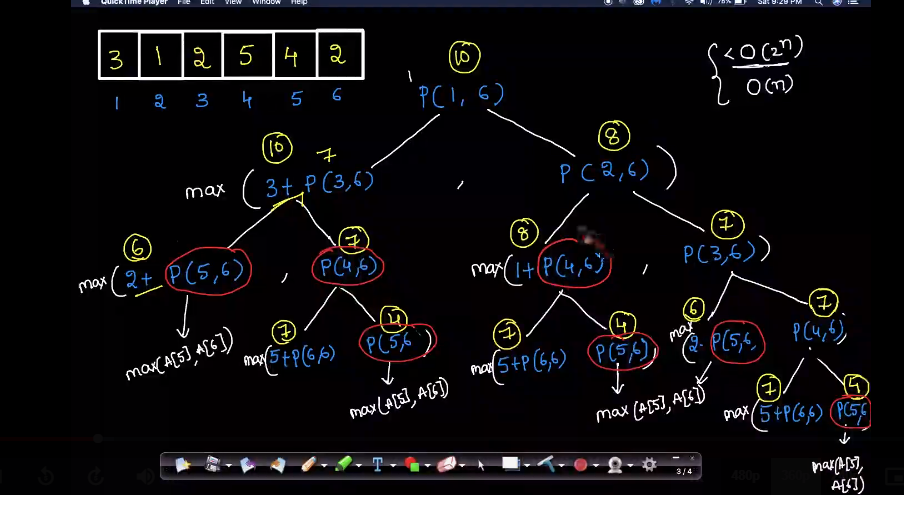 QuickTime Player File Edit View Window Help 78% Sat 9:29 PM
3 1 2 5 4 2
1 2 3 4 5 6
10
P(1, 6)
< O(2^n)
O(n)
10 7
8
max (3+ P(3,6) , P(2,6))
6 7 8 7
max(2+ P(5,6) , P(4,6) max(1+ P(4,6) , P(3,6))
7 4 7 4 6 7
max(A[5],A[6]) max(5+P(6,6) P(5,6) max(5+P(6,6) P(5,6), max(2. P(5,6, P(4,6)
max(A[5],A[6]) max(A[5],A[6])
7
max(5+P(6,6) P(5,6
max(A[5],
A[6])
T
3 / 4
480p